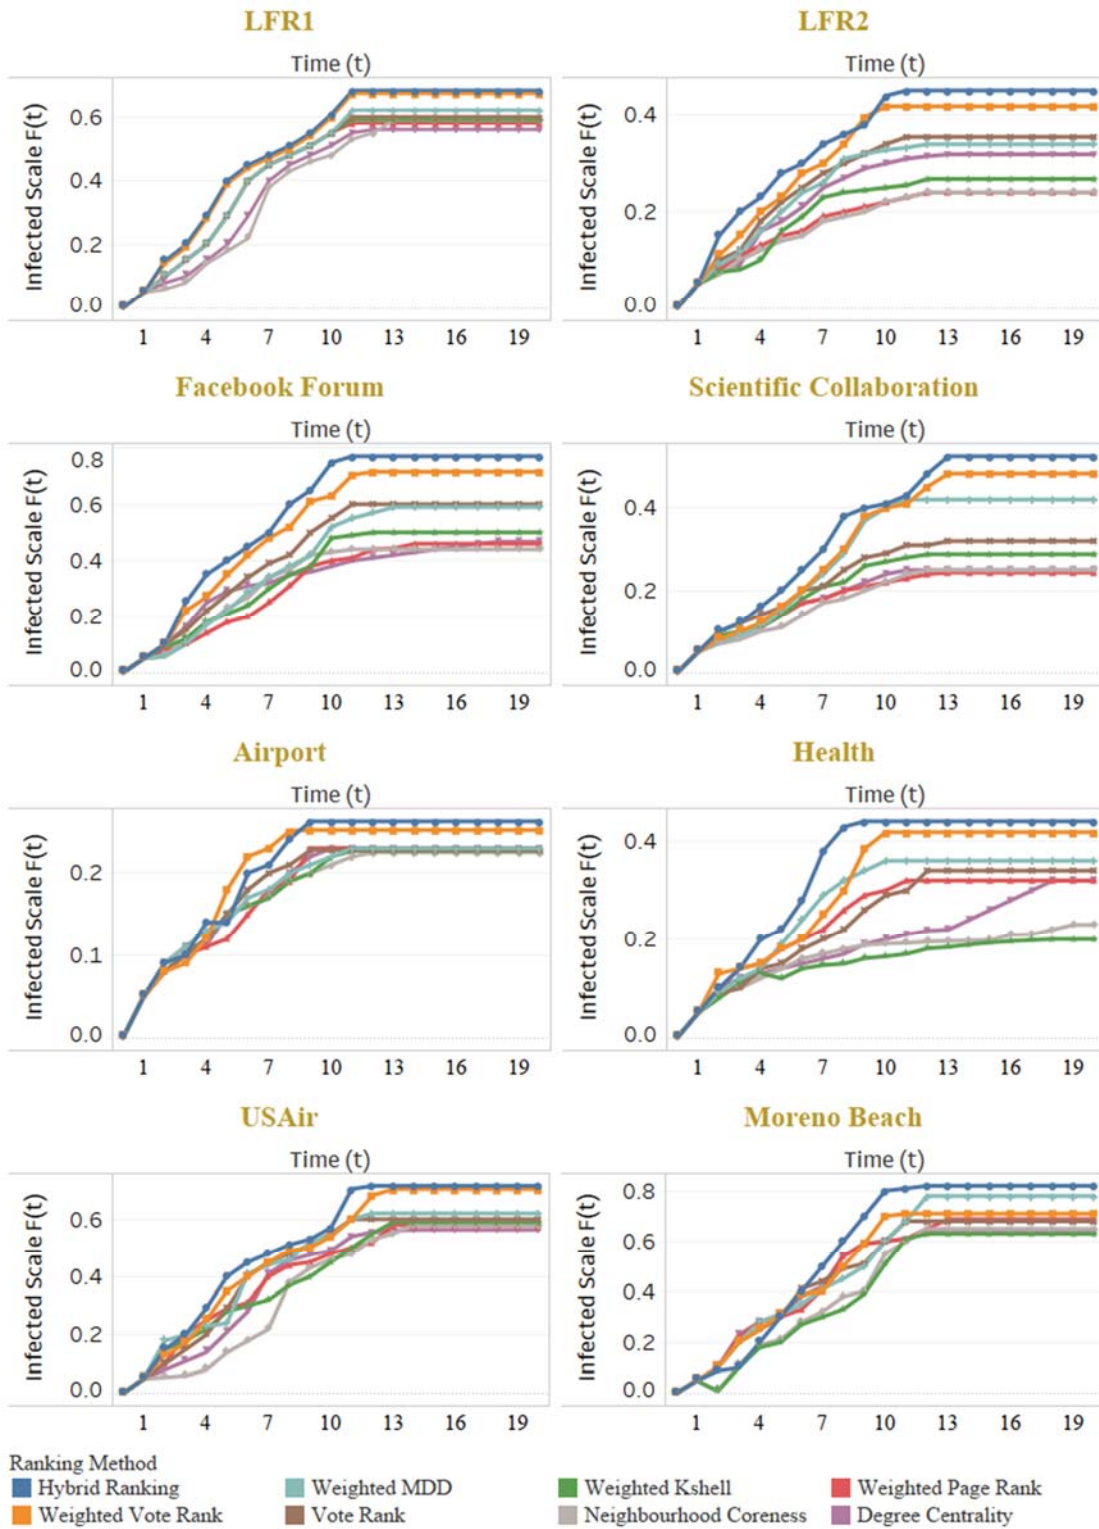 LFR1
LFR2
Time (t)
Time (t)
Infected Scale F(t)
0.6
0.4
0.2
0.0
Infected Scale F(t)
0.4
0.2
0.0
1 4 7 10 13 16 19
1 4 7 10 13 16 19
Facebook Forum
Scientific Collaboration
Time (t)
Time (t)
Infected Scale F(t)
0.8
0.6
0.4
0.2
0.0
Infected Scale F(t)
0.4
0.2
0.0
1 4 7 10 13 16 19
1 4 7 10 13 16 19
Airport
Health
Time (t)
Time (t)
Infected Scale F(t)
0.2
0.1
0.0
Infected Scale F(t)
0.4
0.2
0.0
1 4 7 10 13 16 19
1 4 7 10 13 16 19
USAir
Moreno Beach
Time (t)
Time (t)
Infected Scale F(t)
0.6
0.4
0.2
0.0
Infected Scale F(t)
0.8
0.6
0.4
0.2
0.0
1 4 7 10 13 16 19
1 4 7 10 13 16 19
Ranking Method
Hybrid Ranking
Weighted MDD
Weighted Kshell
Weighted Page Rank
Weighted Vote Rank
Vote Rank
Neighbourhood Coreness
Degree Centrality